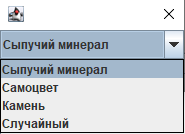 Сыпучий минерал
Сыпучий минерал
Самоцвет
Камень
Случайный